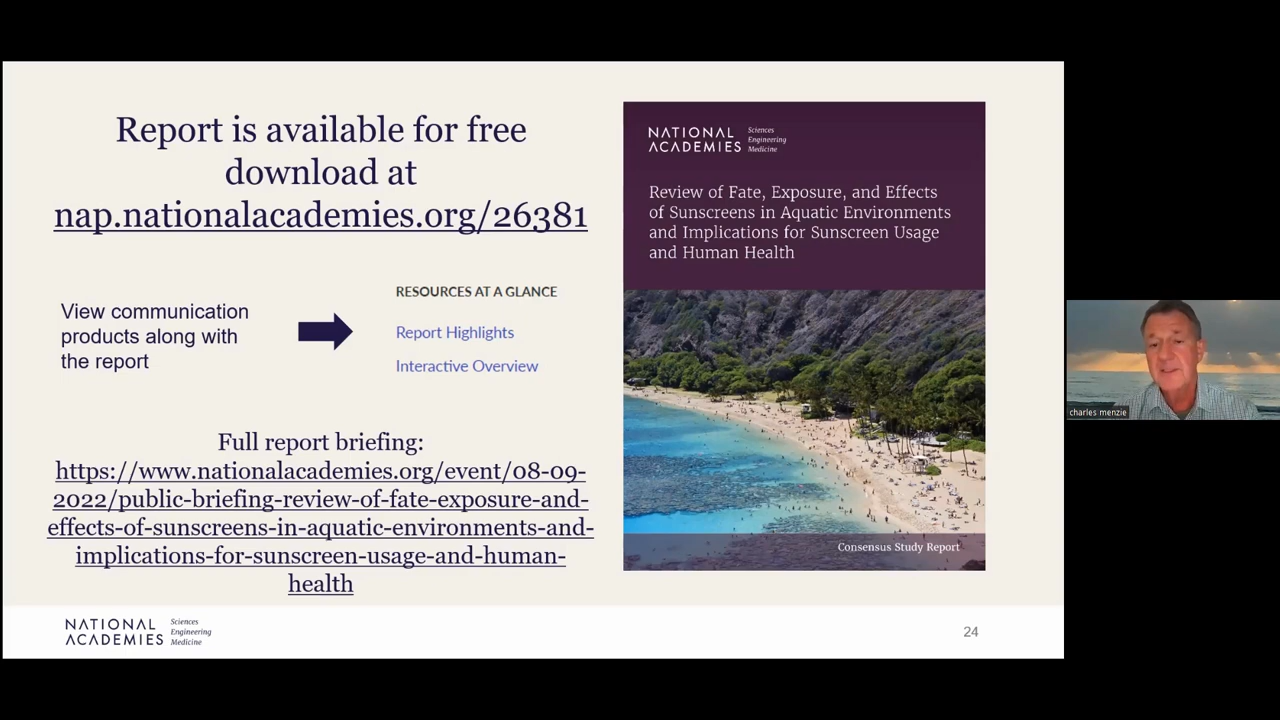 Report is available for free
download at
nap.nationalacademies.org/26381
View communication
products along with
the report
RESOURCES AT A GLANCE
Report Highlights
Interactive Overview
Full report briefing:
https://www.nationalacademies.org/event/08-09-
2022/public-briefing-review-of-fate-exposure-and-
effects-of-sunscreens-in-aquatic-environments-and-
implications-for-sunscreen-usage-and-human-
health
NATIONAL
ACADEMIES
Sciences
Engineering
Medicine
Review of Fate, Exposure, and Effects
of Sunscreens in Aquatic Environments
and Implications for Sunscreen Usage
and Human Health
Consensus Study Report
charles menzie
NATIONAL
ACADEMIES
Sciences
Engineering
Medicine
24